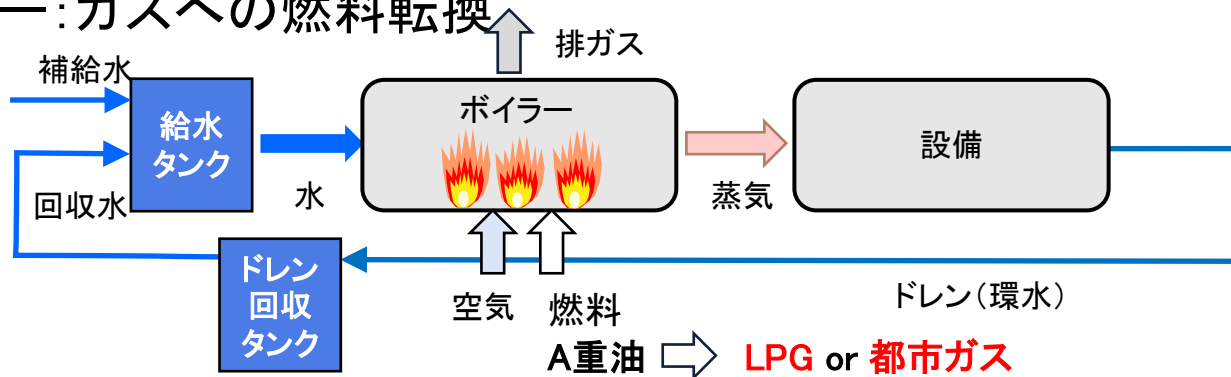 ー:ガスへの燃料転換
排ガス
補給水
ボイラー
給水
タンク
設備
水
蒸気
回収水
ドレン
回収
タンク
空気
燃料
ドレン(環水)
A重油 LPG or 都市ガス